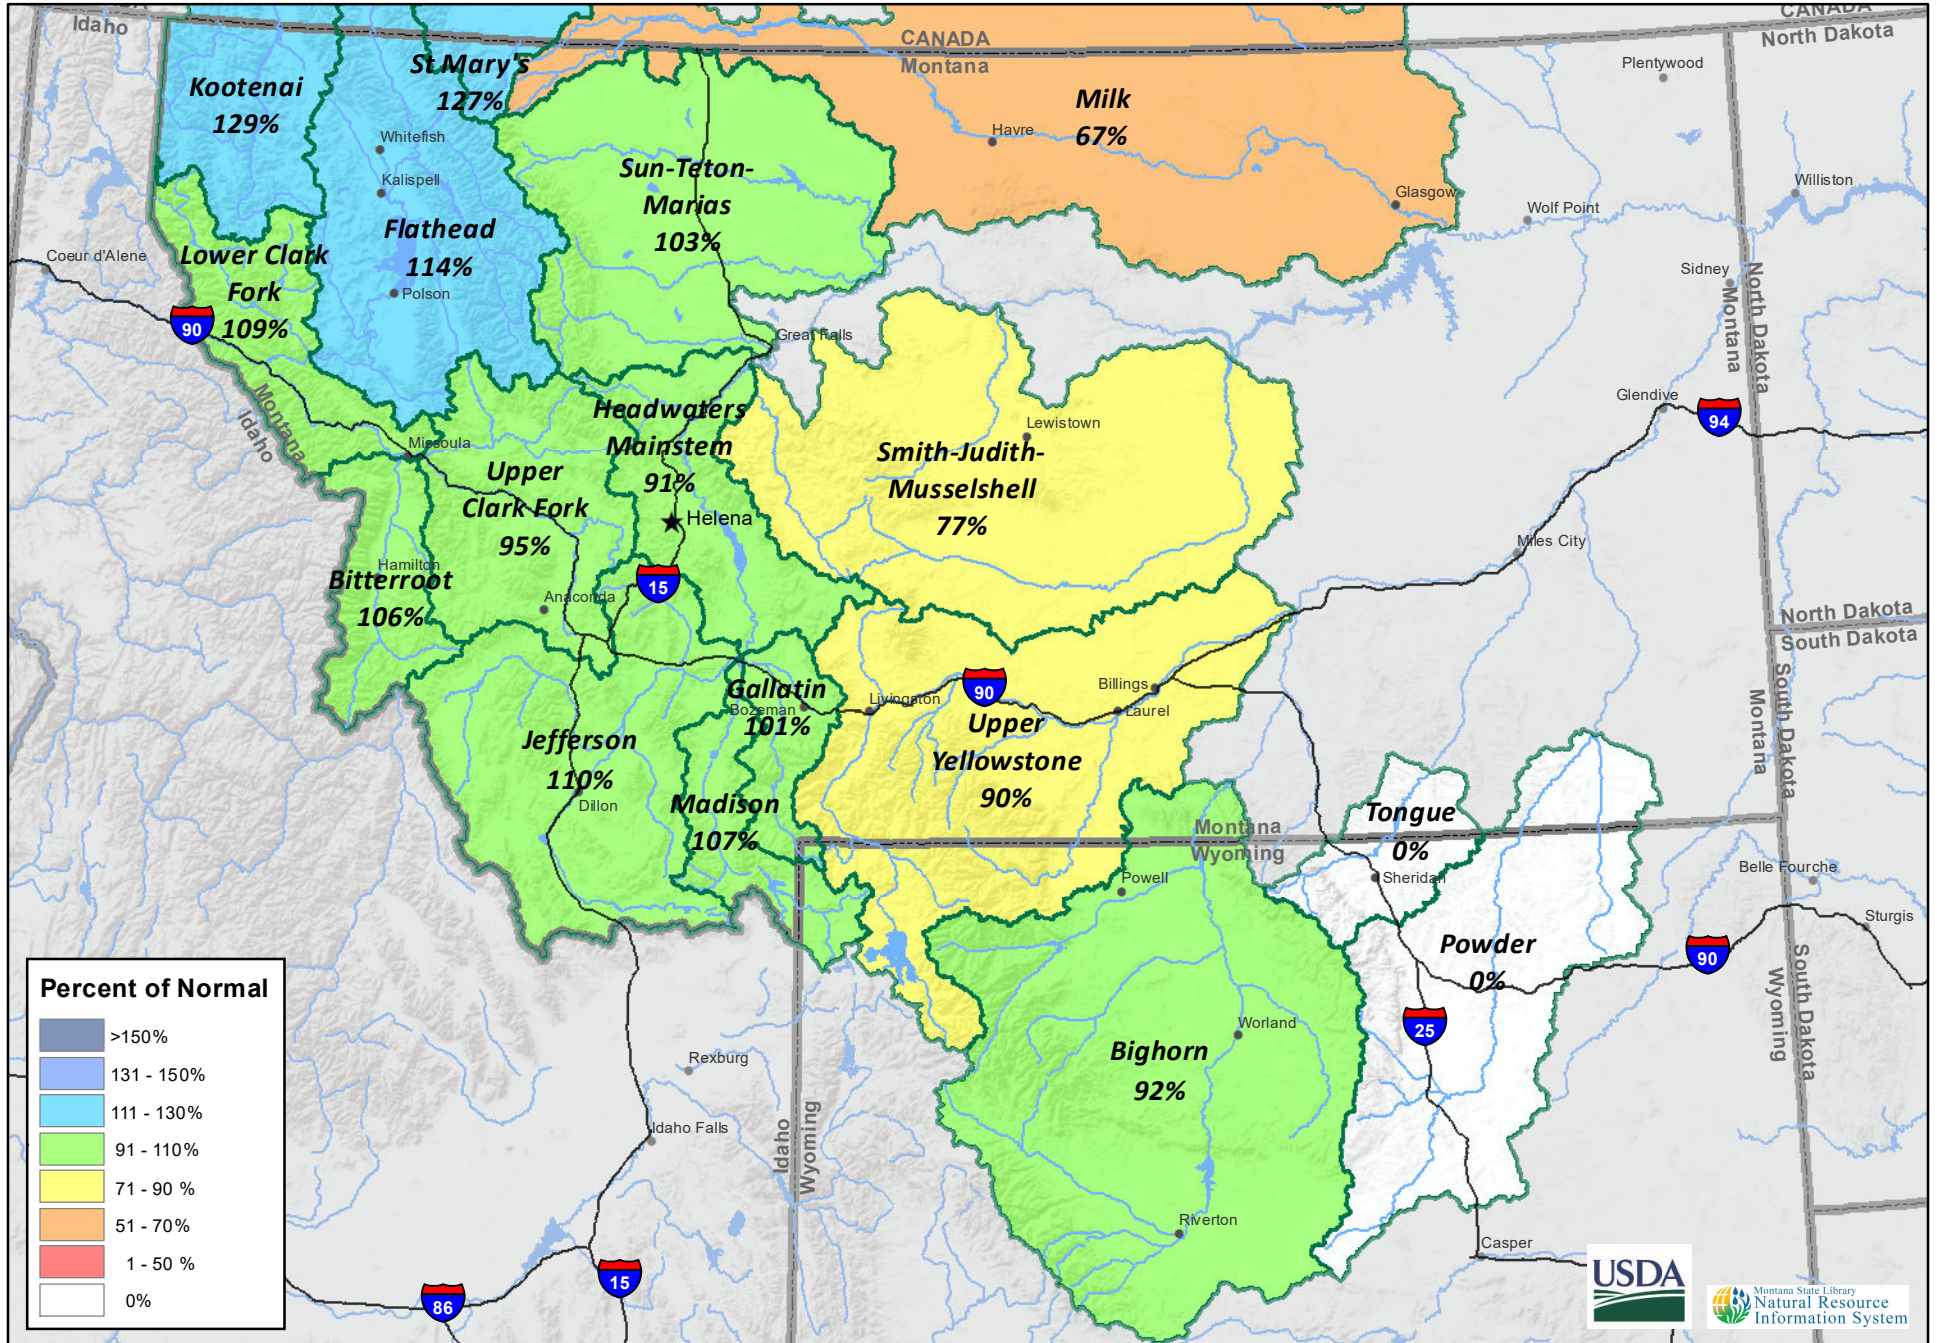 CANADA
Idaho
CANADA
Montana
CANADA
North Dakota
Kootenai
129%
St Mary's
127%
Milk
67%
Plentywood
Whitefish
Havre
Kalispell
Sun-Teton-
Marias
103%
Glasgow
Williston
Wolf Point
Flathead
114%
Polson
Coeur d'Alene
Lower Clark
Fork
109%
90
Sidney
Montana
North Dakota
Great Falls
Montana
Idaho
Glendive
94
Headwaters
Mainstem
91%
Lewistown
Missoula
Smith-Judith-
Musselshell
77%
Upper
Clark Fork
95%
Helena
Miles City
Hamilton
Bitterroot
106%
15
Anaconda
North Dakota
South Dakota
Gallatin
Bozeman
101%
Livingston
90
Billings
Laurel
Upper
Yellowstone
90%
Montana
South Dakota
Jefferson
110%
Dillon
Madison
107%
Montana
Wyoming
Tongue
0%
Sheridan
Powell
Belle Fourche
Sturgis
Powder
0%
90
Wyoming
South Dakota
25
Worland
Bighorn
92%
Rexburg
Idaho Falls
Idaho
Wyoming
Riverton
Casper
15
86
Percent of Normal
>150%
131 - 150%
111 - 130%
91 - 110%
71 - 90 %
51 - 70%
1 - 50 %
0%
USDA
Montana State Library
Natural Resource
Information System